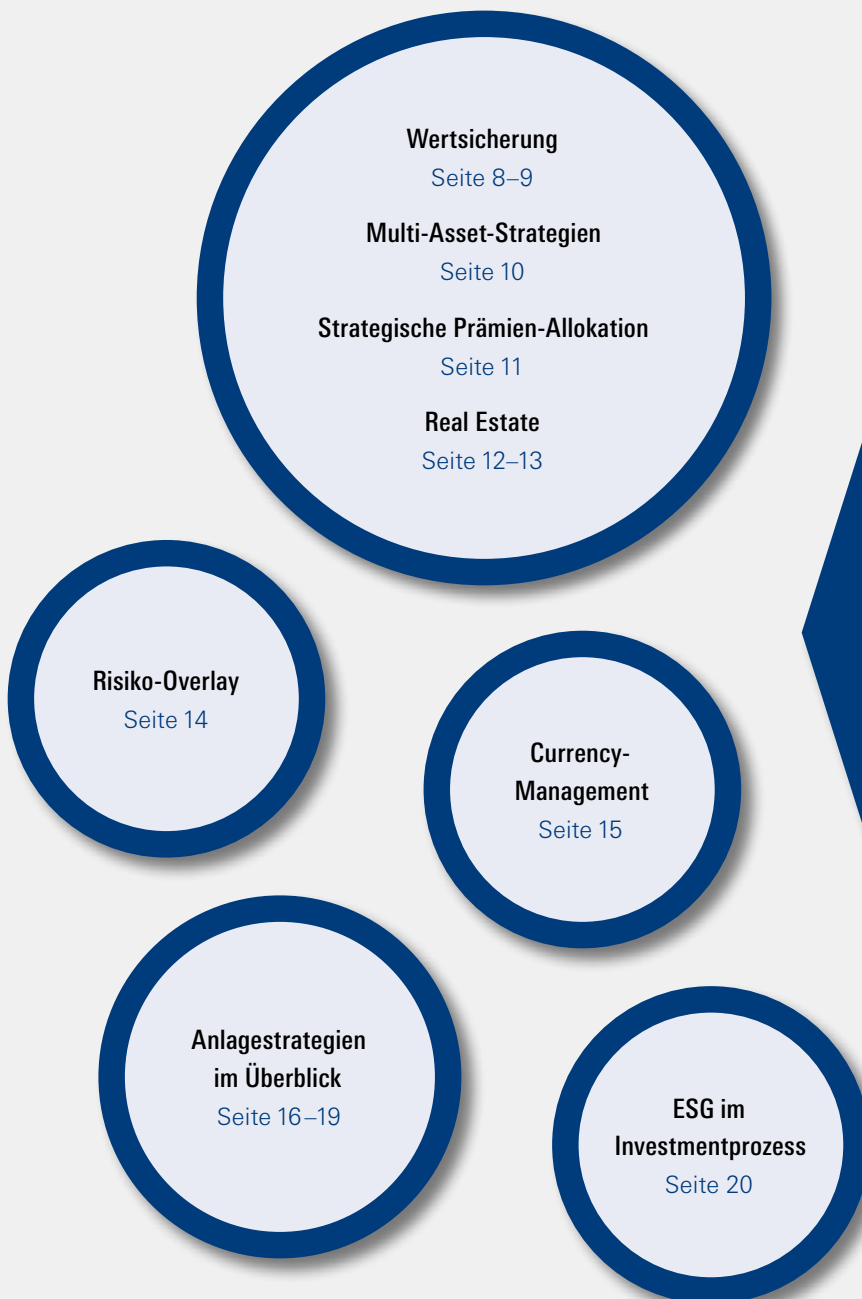 Wertsicherung
Seite 8–9
Multi-Asset-Strategien
Seite 10
Strategische Prämien-Allokation
Seite 11
Real Estate
Seite 12–13
Risiko-Overlay
Seite 14
Currency-
Management
Seite 15
Anlagestrategien
im Überblick
Seite 16–19
ESG im
Investmentprozess
Seite 20